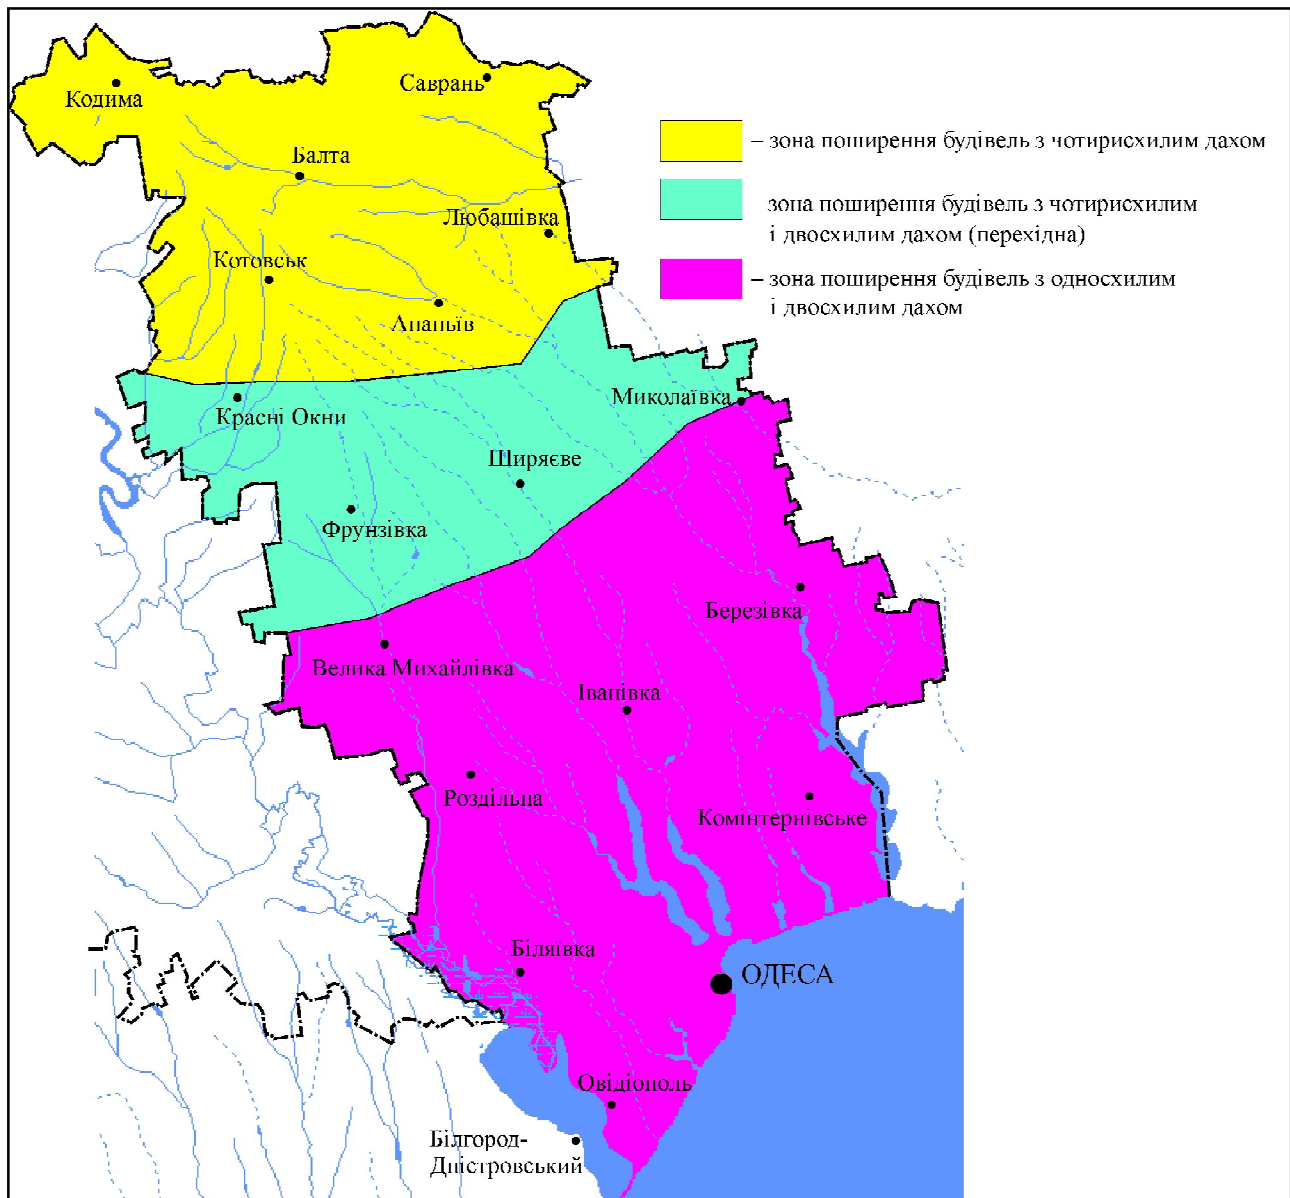 Кодима
Саврань
Балта
Любашівка
Котовськ
Ананьїв
– зона поширення будівель з чотирисхилим дахом
зона поширення будівель з чотирисхилим
і двосхилим дахом (перехідна)
– зона поширення будівель з односхилим
і двосхилим дахом
Миколаївка
Красні Окни
Ширяєве
Фрунзівка
Березівка
Велика Михайлівка
Іванівка
Роздільна
Комінтернівське
Біляївка
ОДЕСА
Овідіополь
Білгород-
Дністровський